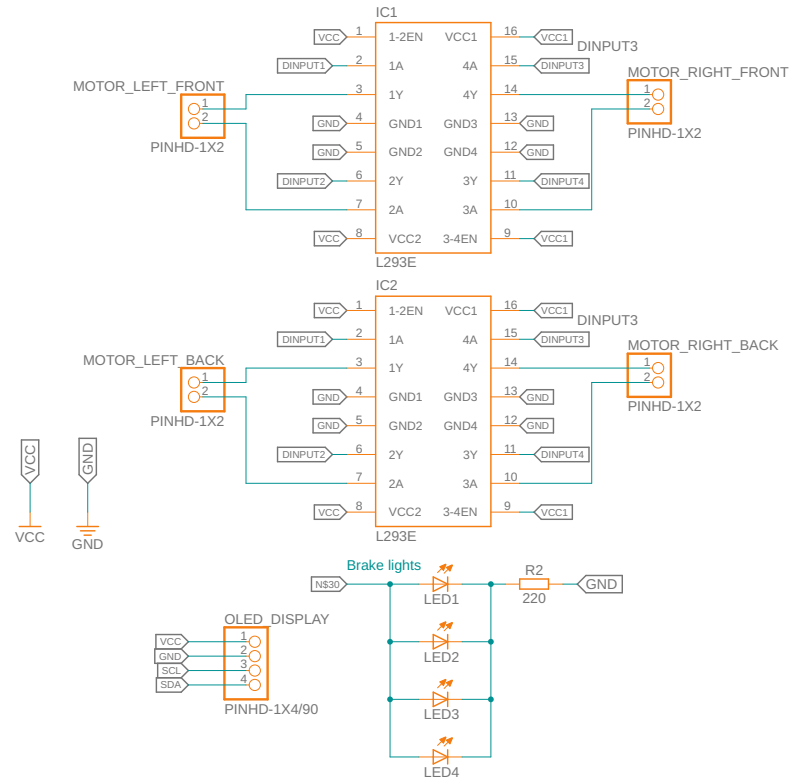 IC1
VCC 1 1-2EN VCC1 16 VCC1
DINPUT3
DINPUT1 2 1A 4A 15 DINPUT3
MOTOR_LEFT_FRONT
MOTOR_RIGHT_FRONT
1 3 1Y 4Y 14 1
2 GND 4 GND1 GND3 13 GND 2
PINHD-1X2
PINHD-1X2
GND 5 GND2 GND4 12 GND
DINPUT2 6 2Y 3Y 11 DINPUT4
7 2A 3A 10
VCC 8 VCC2 3-4EN 9 VCC1
L293E
IC2
VCC 1 1-2EN VCC1 16 VCC1
DINPUT3
DINPUT1 2 1A 4A 15 DINPUT3
MOTOR_LEFT_BACK
MOTOR_RIGHT_BACK
1 3 1Y 4Y 14 1
2 GND 4 GND1 GND3 13 GND 2
PINHD-1X2
PINHD-1X2
GND 5 GND2 GND4 12 GND
DINPUT2 6 2Y 3Y 11 DINPUT4
7 2A 3A 10
VCC 8 VCC2 3-4EN 9 VCC1
L293E
VCC
GND
VCC
GND
Brake lights
N$30
LED1
R2
220
GND
LED2
LED3
LED4
OLED_DISPLAY
VCC 1
GND 2
SCL 3
SDA 4
PINHD-1X4/90